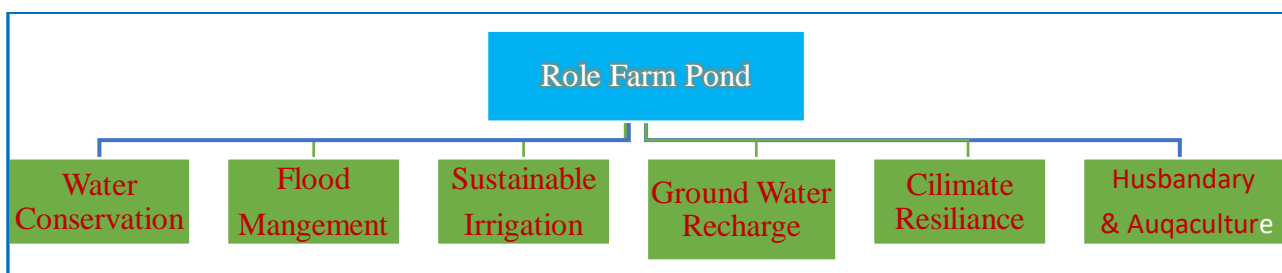 Role Farm Pond
Water
Conservation
Flood
Mangement
Sustainable
Irrigation
Ground Water
Recharge
Cilimate
Resiliance
Husbandary
& Auqaculture